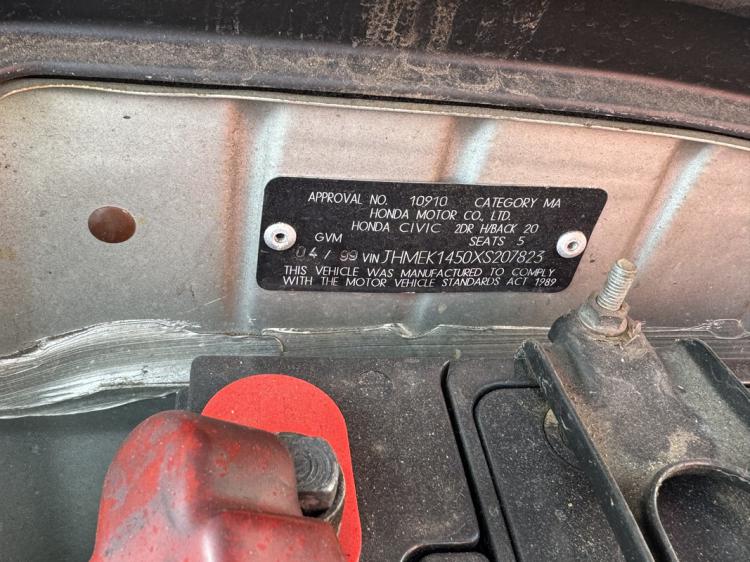 APPROVAL NO. 10910 CATEGORY MA
HONDA MOTOR CO., LTD.
HONDA CIVIC 2DR H/BACK 20
GVM SEATS 5
04 / 99 VIN JHMEK1450XS207823
THIS VEHICLE WAS MANUFACTURED TO COMPLY
WITH THE MOTOR VEHICLE STANDARDS ACT 1989